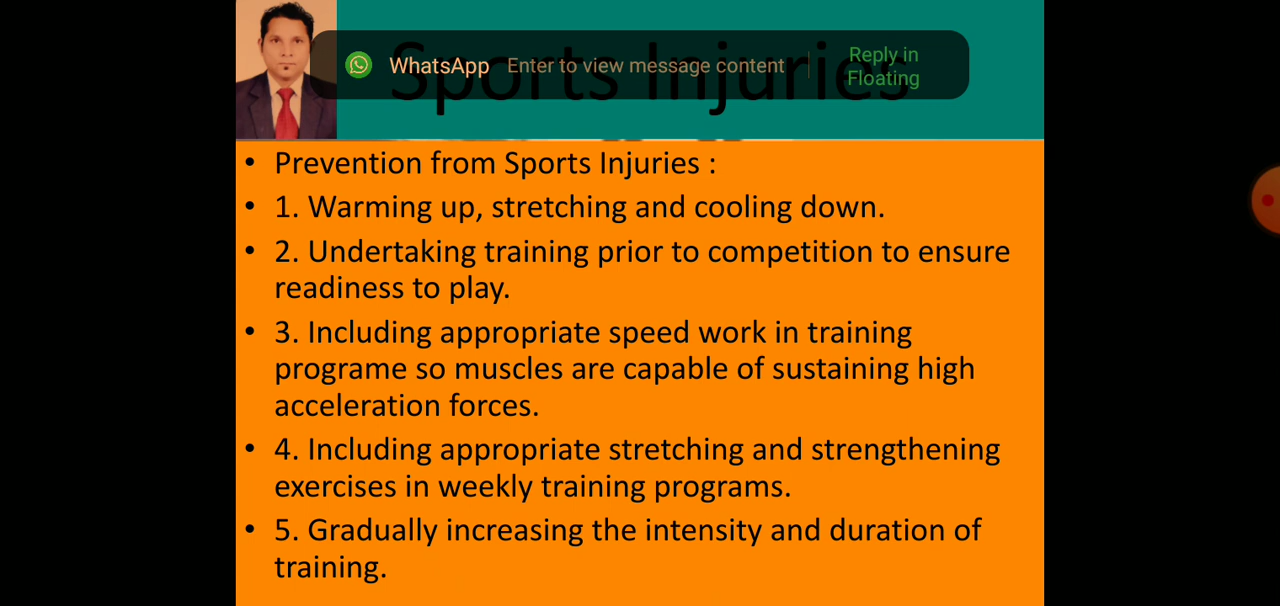 Sports Injuries
WhatsApp Enter to view message content
Reply in
Floating
• Prevention from Sports Injuries :
• 1. Warming up, stretching and cooling down.
• 2. Undertaking training prior to competition to ensure
readiness to play.
• 3. Including appropriate speed work in training
programe so muscles are capable of sustaining high
acceleration forces.
• 4. Including appropriate stretching and strengthening
exercises in weekly training programs.
• 5. Gradually increasing the intensity and duration of
training.